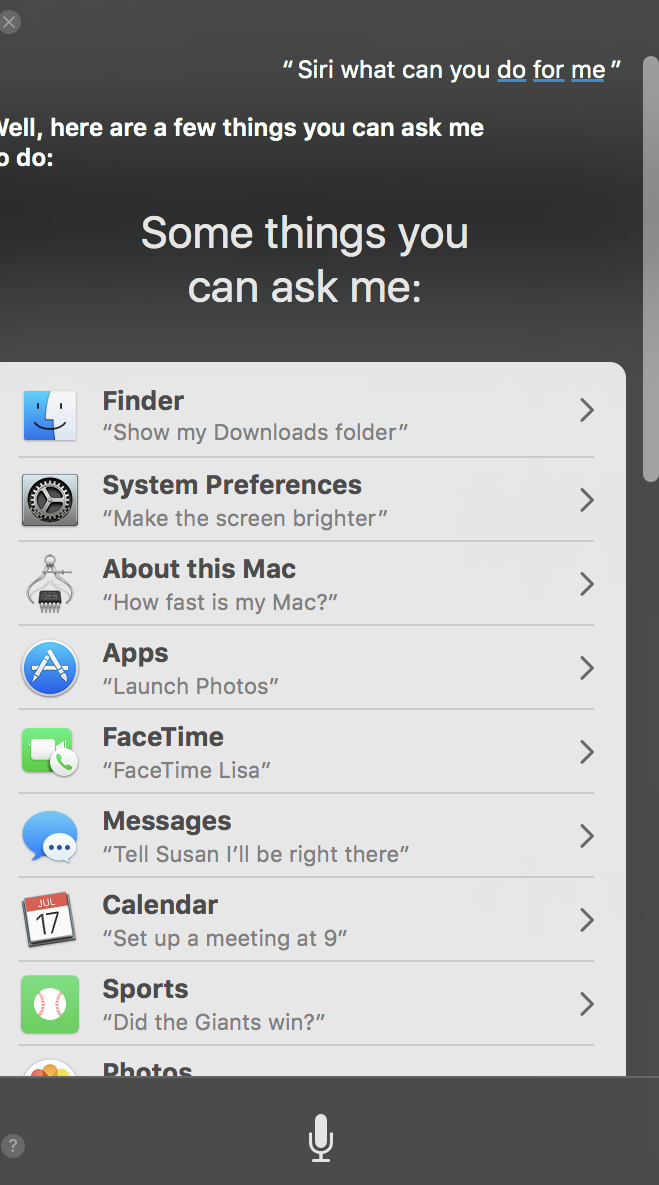 “ Siri what can you do for me ”
Well, here are a few things you can ask me
to do:
Some things you
can ask me:
Finder
“Show my Downloads folder”
System Preferences
“Make the screen brighter”
About this Mac
“How fast is my Mac?”
Apps
“Launch Photos”
FaceTime
“FaceTime Lisa”
Messages
“Tell Susan I’ll be right there”
JUL
17
Calendar
“Set up a meeting at 9”
Sports
“Did the Giants win?”
Photos
?